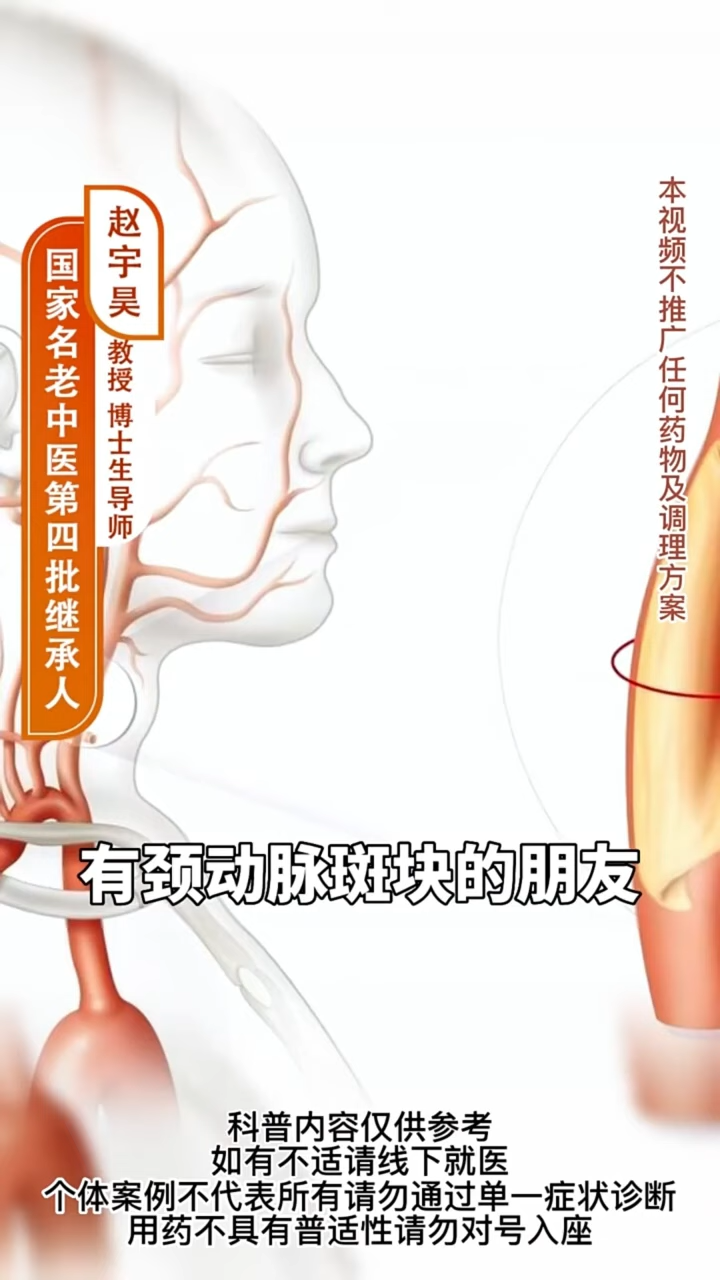 赵宇昊
国家名老中医第四批继承人
教授 博士生导师
本视频不推广任何药物及调理方案
有颈动脉斑块的朋友
科普内容仅供参考
如有不适请线下就医
个体案例不代表所有请勿通过单一症状诊断
用药不具有普适性请勿对号入座